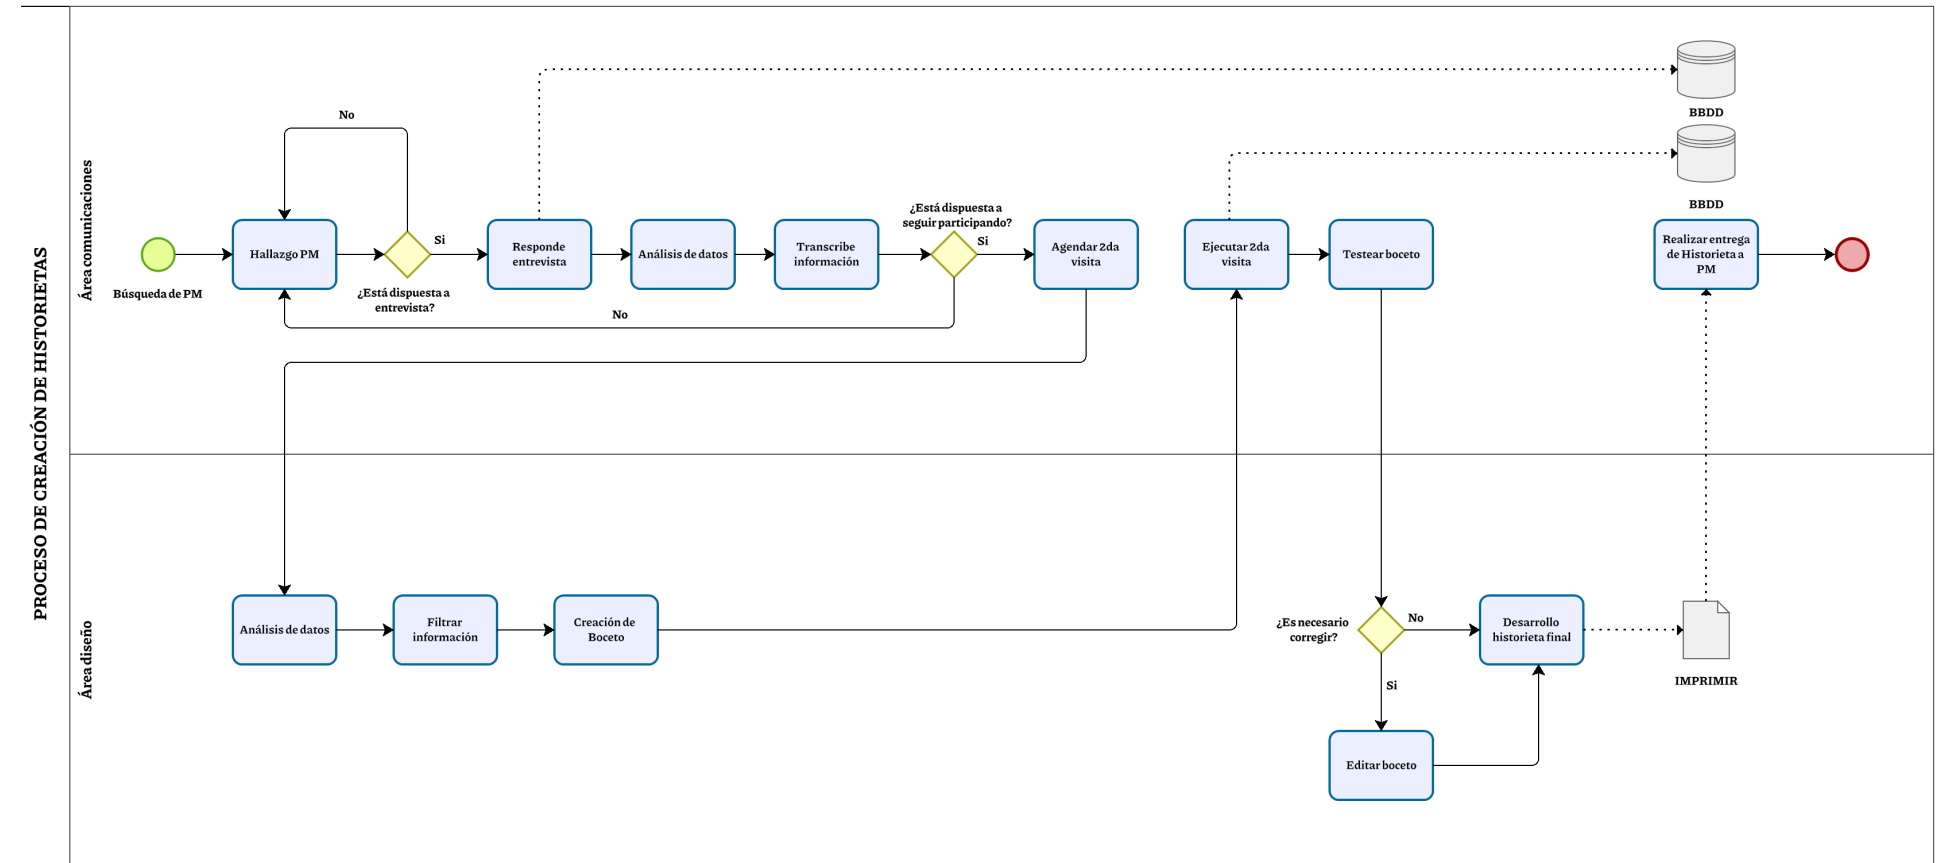 PROCESO DE CREACIÓN DE HISTORIETAS
Área comunicaciones
BBDD
BBDD
No
Búsqueda de PM
Hallazgo PM
Si
¿Está dispuesta a
entrevista?
Responde
entrevista
Análisis de datos
Transcribe
información
¿Está dispuesta a
seguir participando?
Si
No
Agendar 2da
visita
Ejecutar 2da
visita
Testear boceto
Realizar entrega
de Historieta a
PM
Área diseño
Análisis de datos
Filtrar
información
Creación de
Boceto
¿Es necesario
corregir?
No
Si
Desarrollo
historieta final
IMPRIMIR
Editar boceto